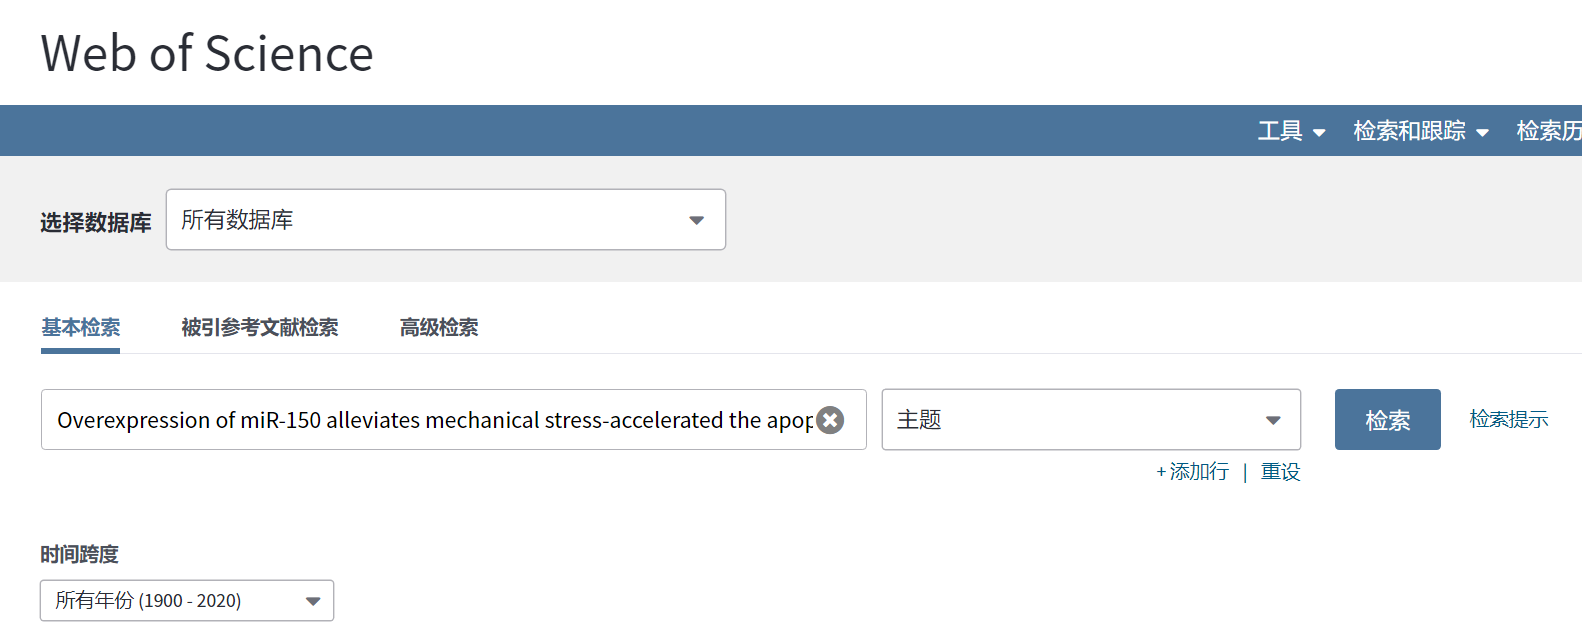 Web of Science
工具 检索和跟踪 检索历
选择数据库 所有数据库
基本检索 被引参考文献检索 高级检索
Overexpression of miR-150 alleviates mechanical stress-accelerated the apop 主题 检索 检索提示
+ 添加行 | 重设
时间跨度
所有年份 (1900 - 2020)